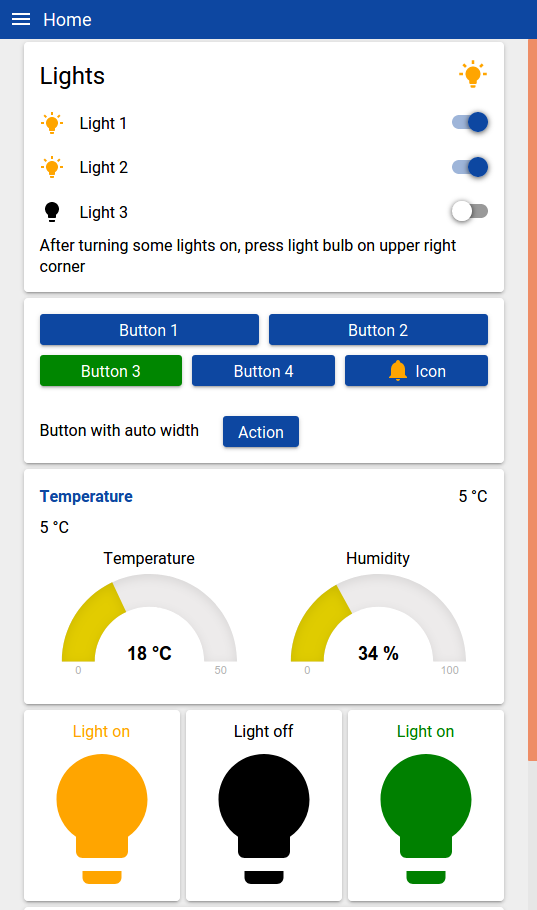 Home
Lights
Light 1
Light 2
Light 3
After turning some lights on, press light bulb on upper right
corner
Button 1
Button 2
Button 3
Button 4
Icon
Button with auto width
Action
Temperature
5 °C
5 °C
Temperature
Humidity
18 °C
34 %
0
50
0
100
Light on
Light off
Light on